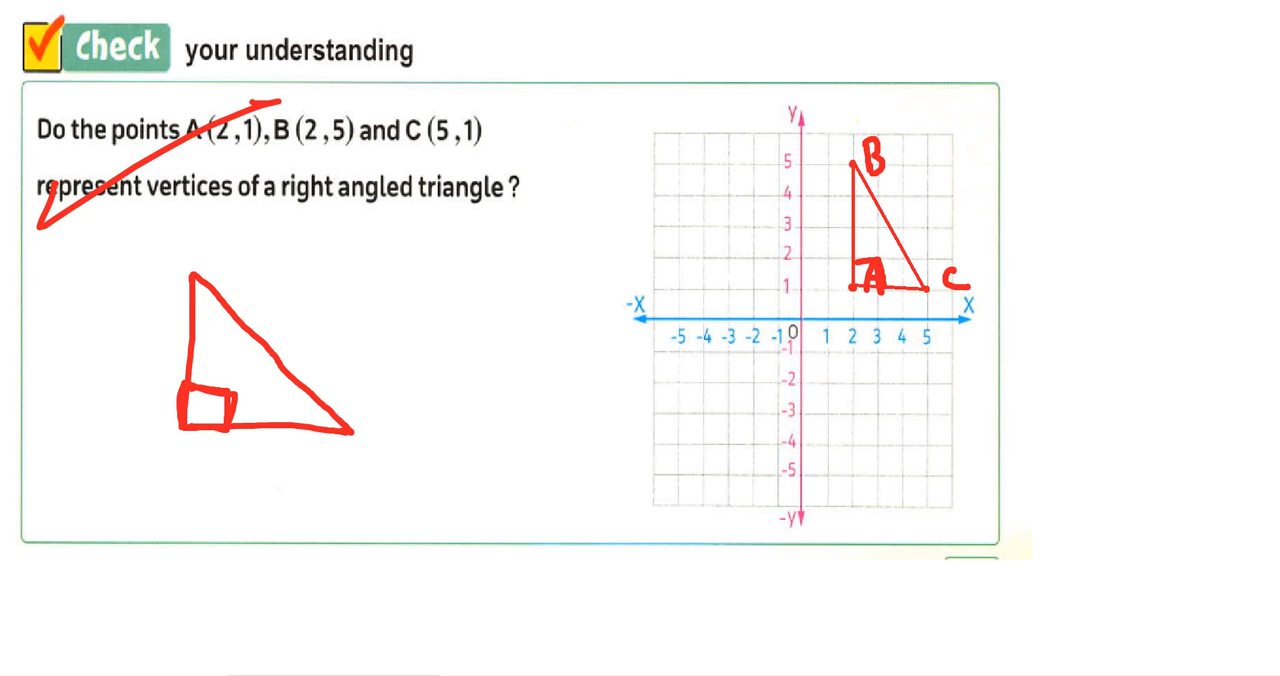 Check your understanding
Do the points A (2 ,1), B (2 ,5) and C (5 ,1)
represent vertices of a right angled triangle ?
Y
5
B
4
3
2
1
A
C
-X
X
-5 -4 -3 -2 -1 0 1 2 3 4 5
-1
-2
-3
-4
-5
-Y